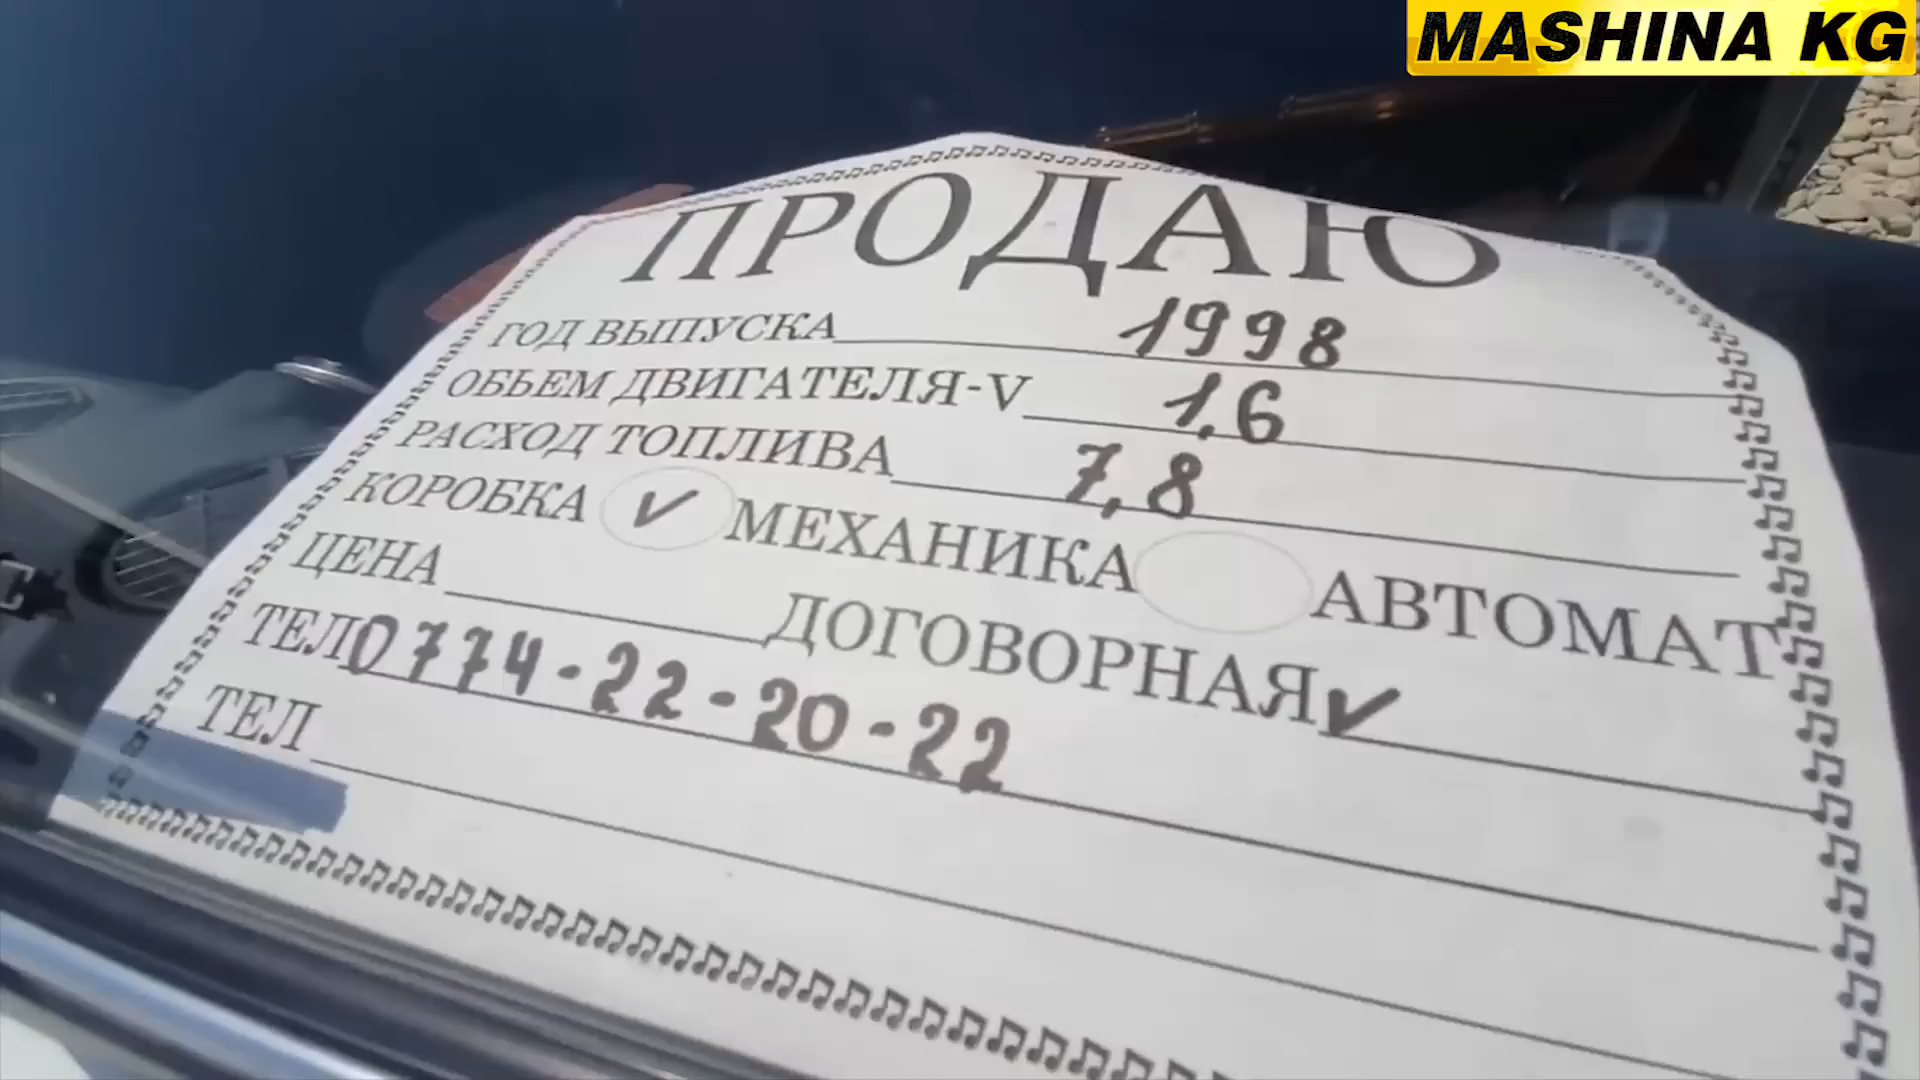 MASHINA KG
ПРОДАЮ
ГОД ВЫПУСКА 1998
ОБЬЕМ ДВИГАТЕЛЯ-V 1.6
РАСХОД ТОПЛИВА 7,8
КОРОБКА ✓ МЕХАНИКА АВТОМАТ
ЦЕНА ДОГОВОРНАЯ ✓
ТЕЛ 0774-22-20-22
ТЕЛ